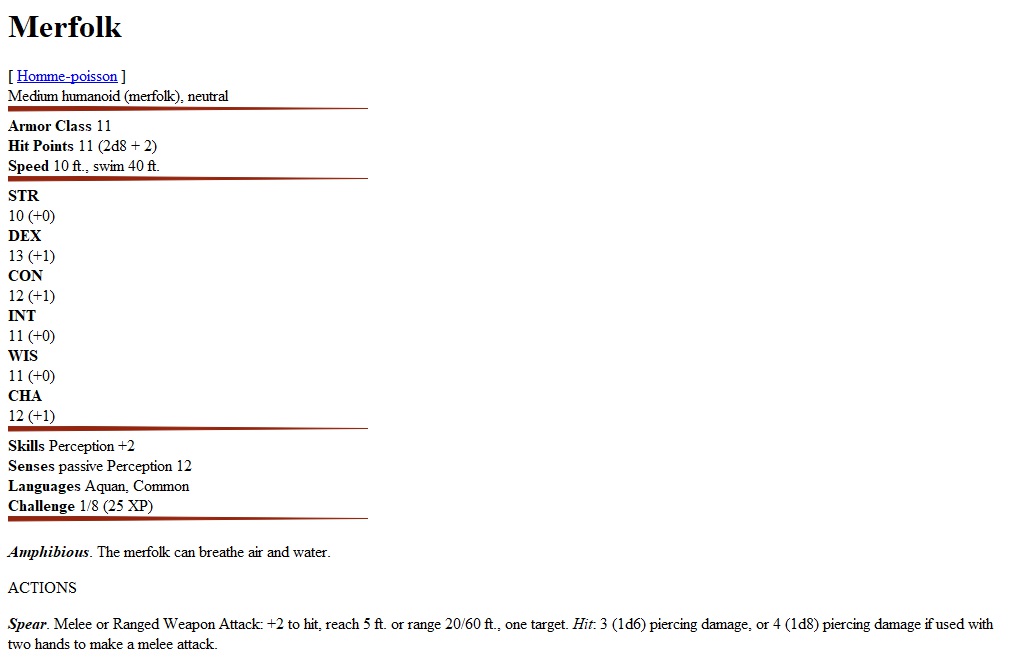 Merfolk
[ Homme-poisson ]
Medium humanoid (merfolk), neutral
Armor Class 11
Hit Points 11 (2d8 + 2)
Speed 10 ft., swim 40 ft.
STR
10 (+0)
DEX
13 (+1)
CON
12 (+1)
INT
11 (+0)
WIS
11 (+0)
CHA
12 (+1)
Skills Perception +2
Senses passive Perception 12
Languages Aquan, Common
Challenge 1/8 (25 XP)
Amphibious. The merfolk can breathe air and water.
ACTIONS
Spear. Melee or Ranged Weapon Attack: +2 to hit, reach 5 ft. or range 20/60 ft., one target. Hit: 3 (1d6) piercing damage, or 4 (1d8) piercing damage if used with
two hands to make a melee attack.